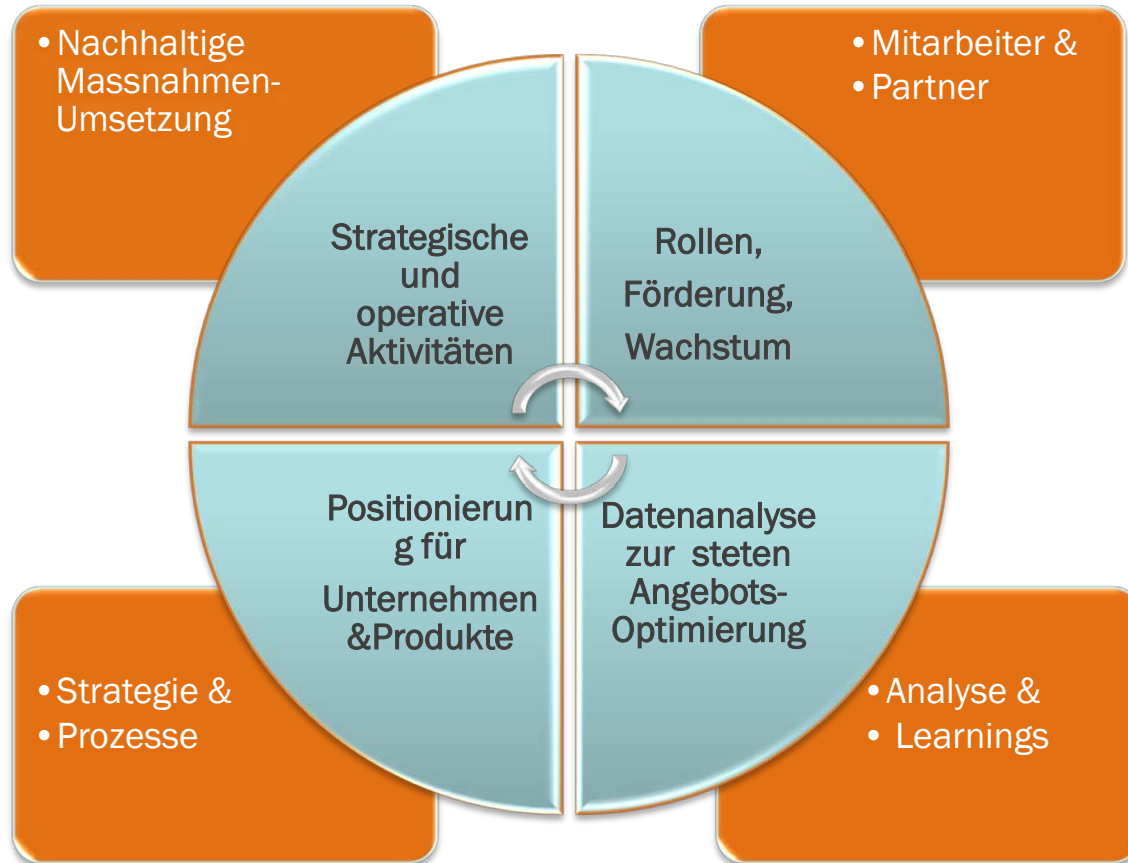 • Nachhaltige
Massnahmen-
Umsetzung
• Mitarbeiter &
• Partner
Strategische
und
operative
Aktivitäten
Rollen,
Förderung,
Wachstum
Positionierun
g für
Unternehmen
&Produkte
Datenanalyse
zur steten
Angebots-
Optimierung
• Strategie &
• Prozesse
• Analyse &
• Learnings